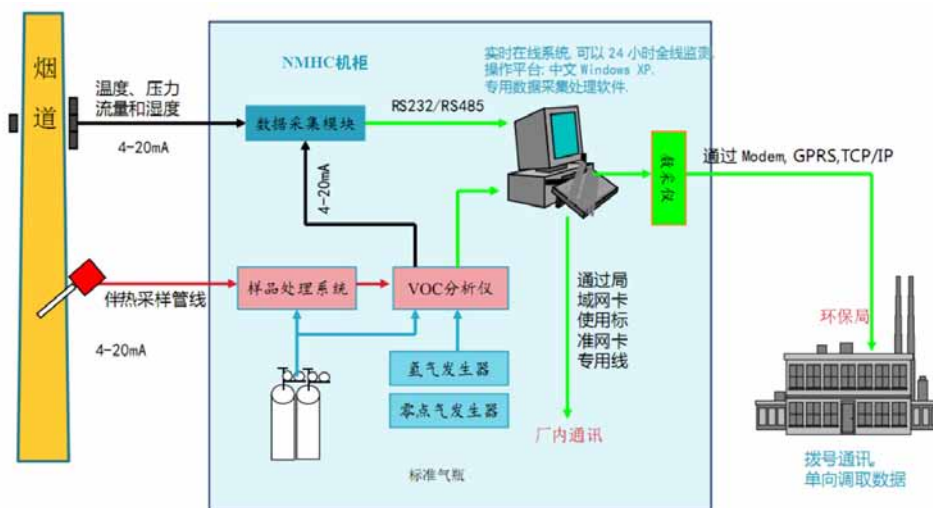 烟
道
温度、压力
流量和湿度
4-20mA
伴热采样管线
4-20mA
NMHC机柜
数据采集模块
RS232/RS485
4-20mA
样品处理系统
VOC分析仪
氢气发生器
零点气发生器
标准气瓶
实时在线系统, 可以 24 小时全线监测.
操作平台: 中文 Windows XP.
专用数据采集处理软件.
通过局
域网卡
使用标
准网卡
专用线
厂内通讯
数采仪
通过 Modem, GPRS,TCP/IP
环保局
拨号通讯,
单向调取数据